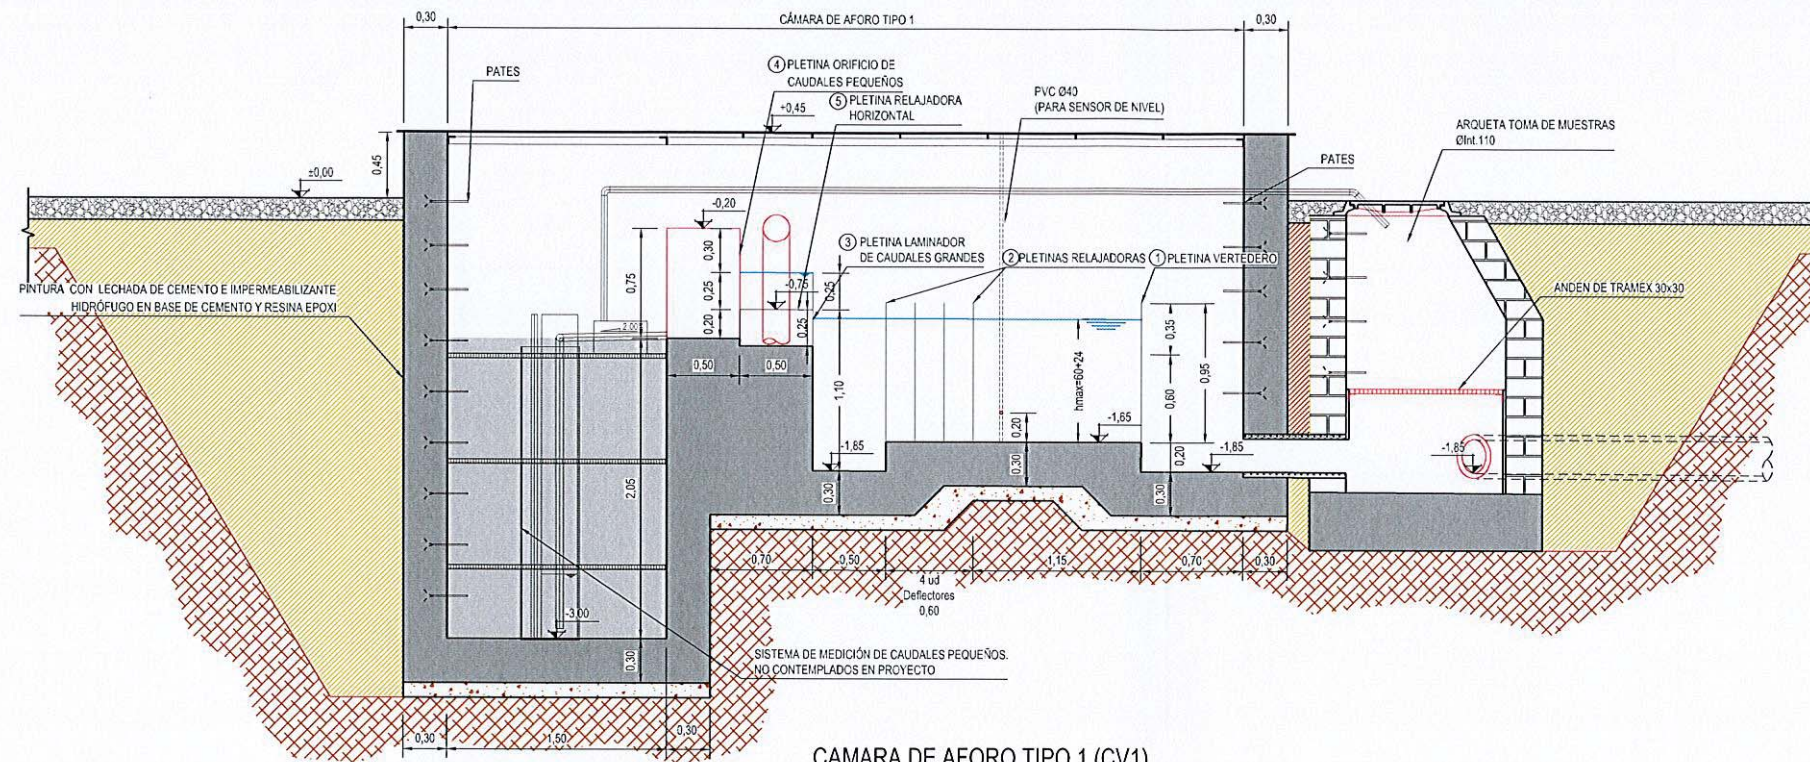 0,30
CÁMARA DE AFORO TIPO 1
0,30
PATES
④ PLETINA ORIFICIO DE
CAUDALES PEQUEÑOS
⑤ PLETINA RELAJADORA
HORIZONTAL
+0,45
PVC Ø40
(PARA SENSOR DE NIVEL)
ARQUETA TOMA DE MUESTRAS
ØInt.110
PATES
±0,00
0,45
-0,20
③ PLETINA LAMINADOR
DE CAUDALES GRANDES
② PLETINAS RELAJADORAS
① PLETINA VERTEDERO
PINTURA CON LECHADA DE CEMENTO E IMPERMEABILIZANTE
HIDRÓFUGO EN BASE DE CEMENTO Y RESINA EPOXI
ANDEN DE TRAMEX 30x30
0,75
0,30
0,25
0,20
-0,75
0,25
0,25
2.00
0,50
0,50
1,10
hmax=60+24
0,35
0,60
0,95
0,20
-1,65
-1,85
0,30
0,20
-1,85
-1,85
0,30
0,30
2,05
-3,00
0,30
0,70
0,50
4 ud
Deflectores
0,60
1,15
0,70
0,30
SISTEMA DE MEDICIÓN DE CAUDALES PEQUEÑOS.
NO CONTEMPLADOS EN PROYECTO
0,30
1,50
0,30
CAMARA DE AFORO TIPO 1 (CV1)